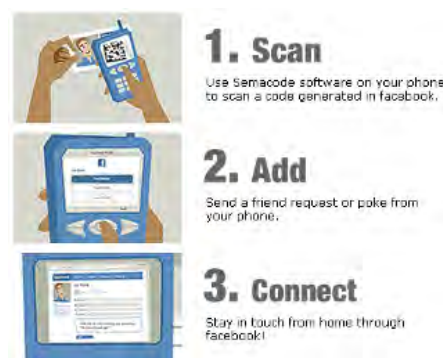 1. Scan
Use Semacode software on your phone
to scan a code generated in facebook.
2. Add
Send a friend request or poke from
your phone.
3. Connect
Stay in touch from home through
facebook!